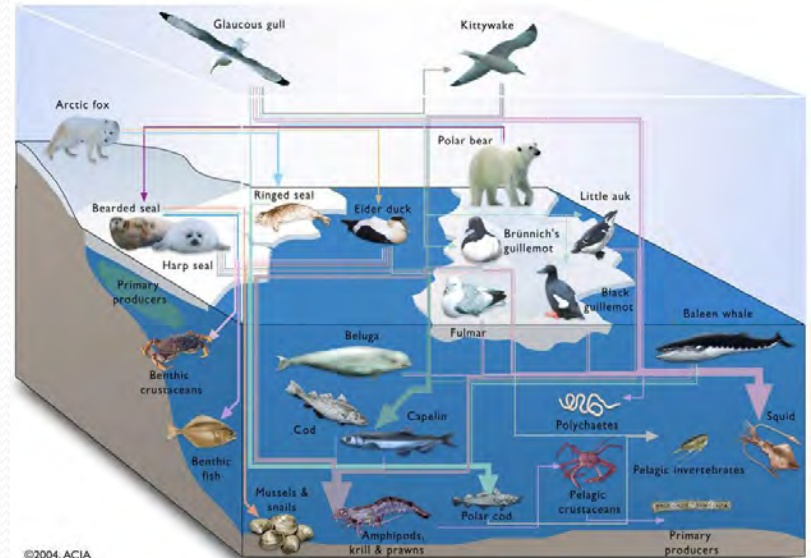 Glaucous gull
Kittywake
Arctic fox
Polar bear
Bearded seal
Ringed seal
Eider duck
Little auk
Brünnich's
guillemot
Harp seal
Primary
producers
Black
guillemot
Fulmar
Beluga
Baleen whale
Benthic
crustaceans
Cod
Capelin
Polychaetes
Squid
Benthic
fish
Pelagic invertebrates
Mussels &
snails
Amphipods,
krill & prawns
Polar cod
Pelagic
crustaceans
Primary
producers
©2004, ACIA